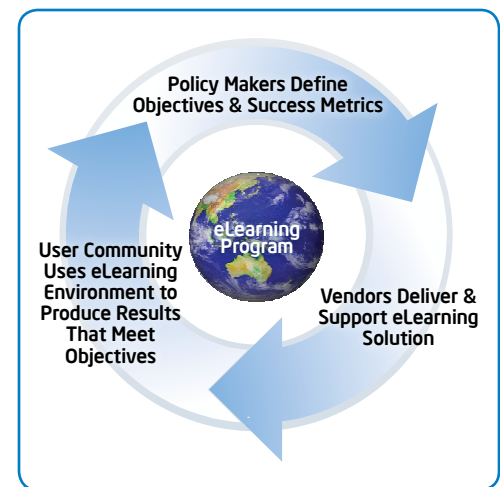 Policy Makers Define
Objectives & Success Metrics
eLearning
Program
Vendors Deliver &
Support eLearning
Solution
User Community
Uses eLearning
Environment to
Produce Results
That Meet
Objectives